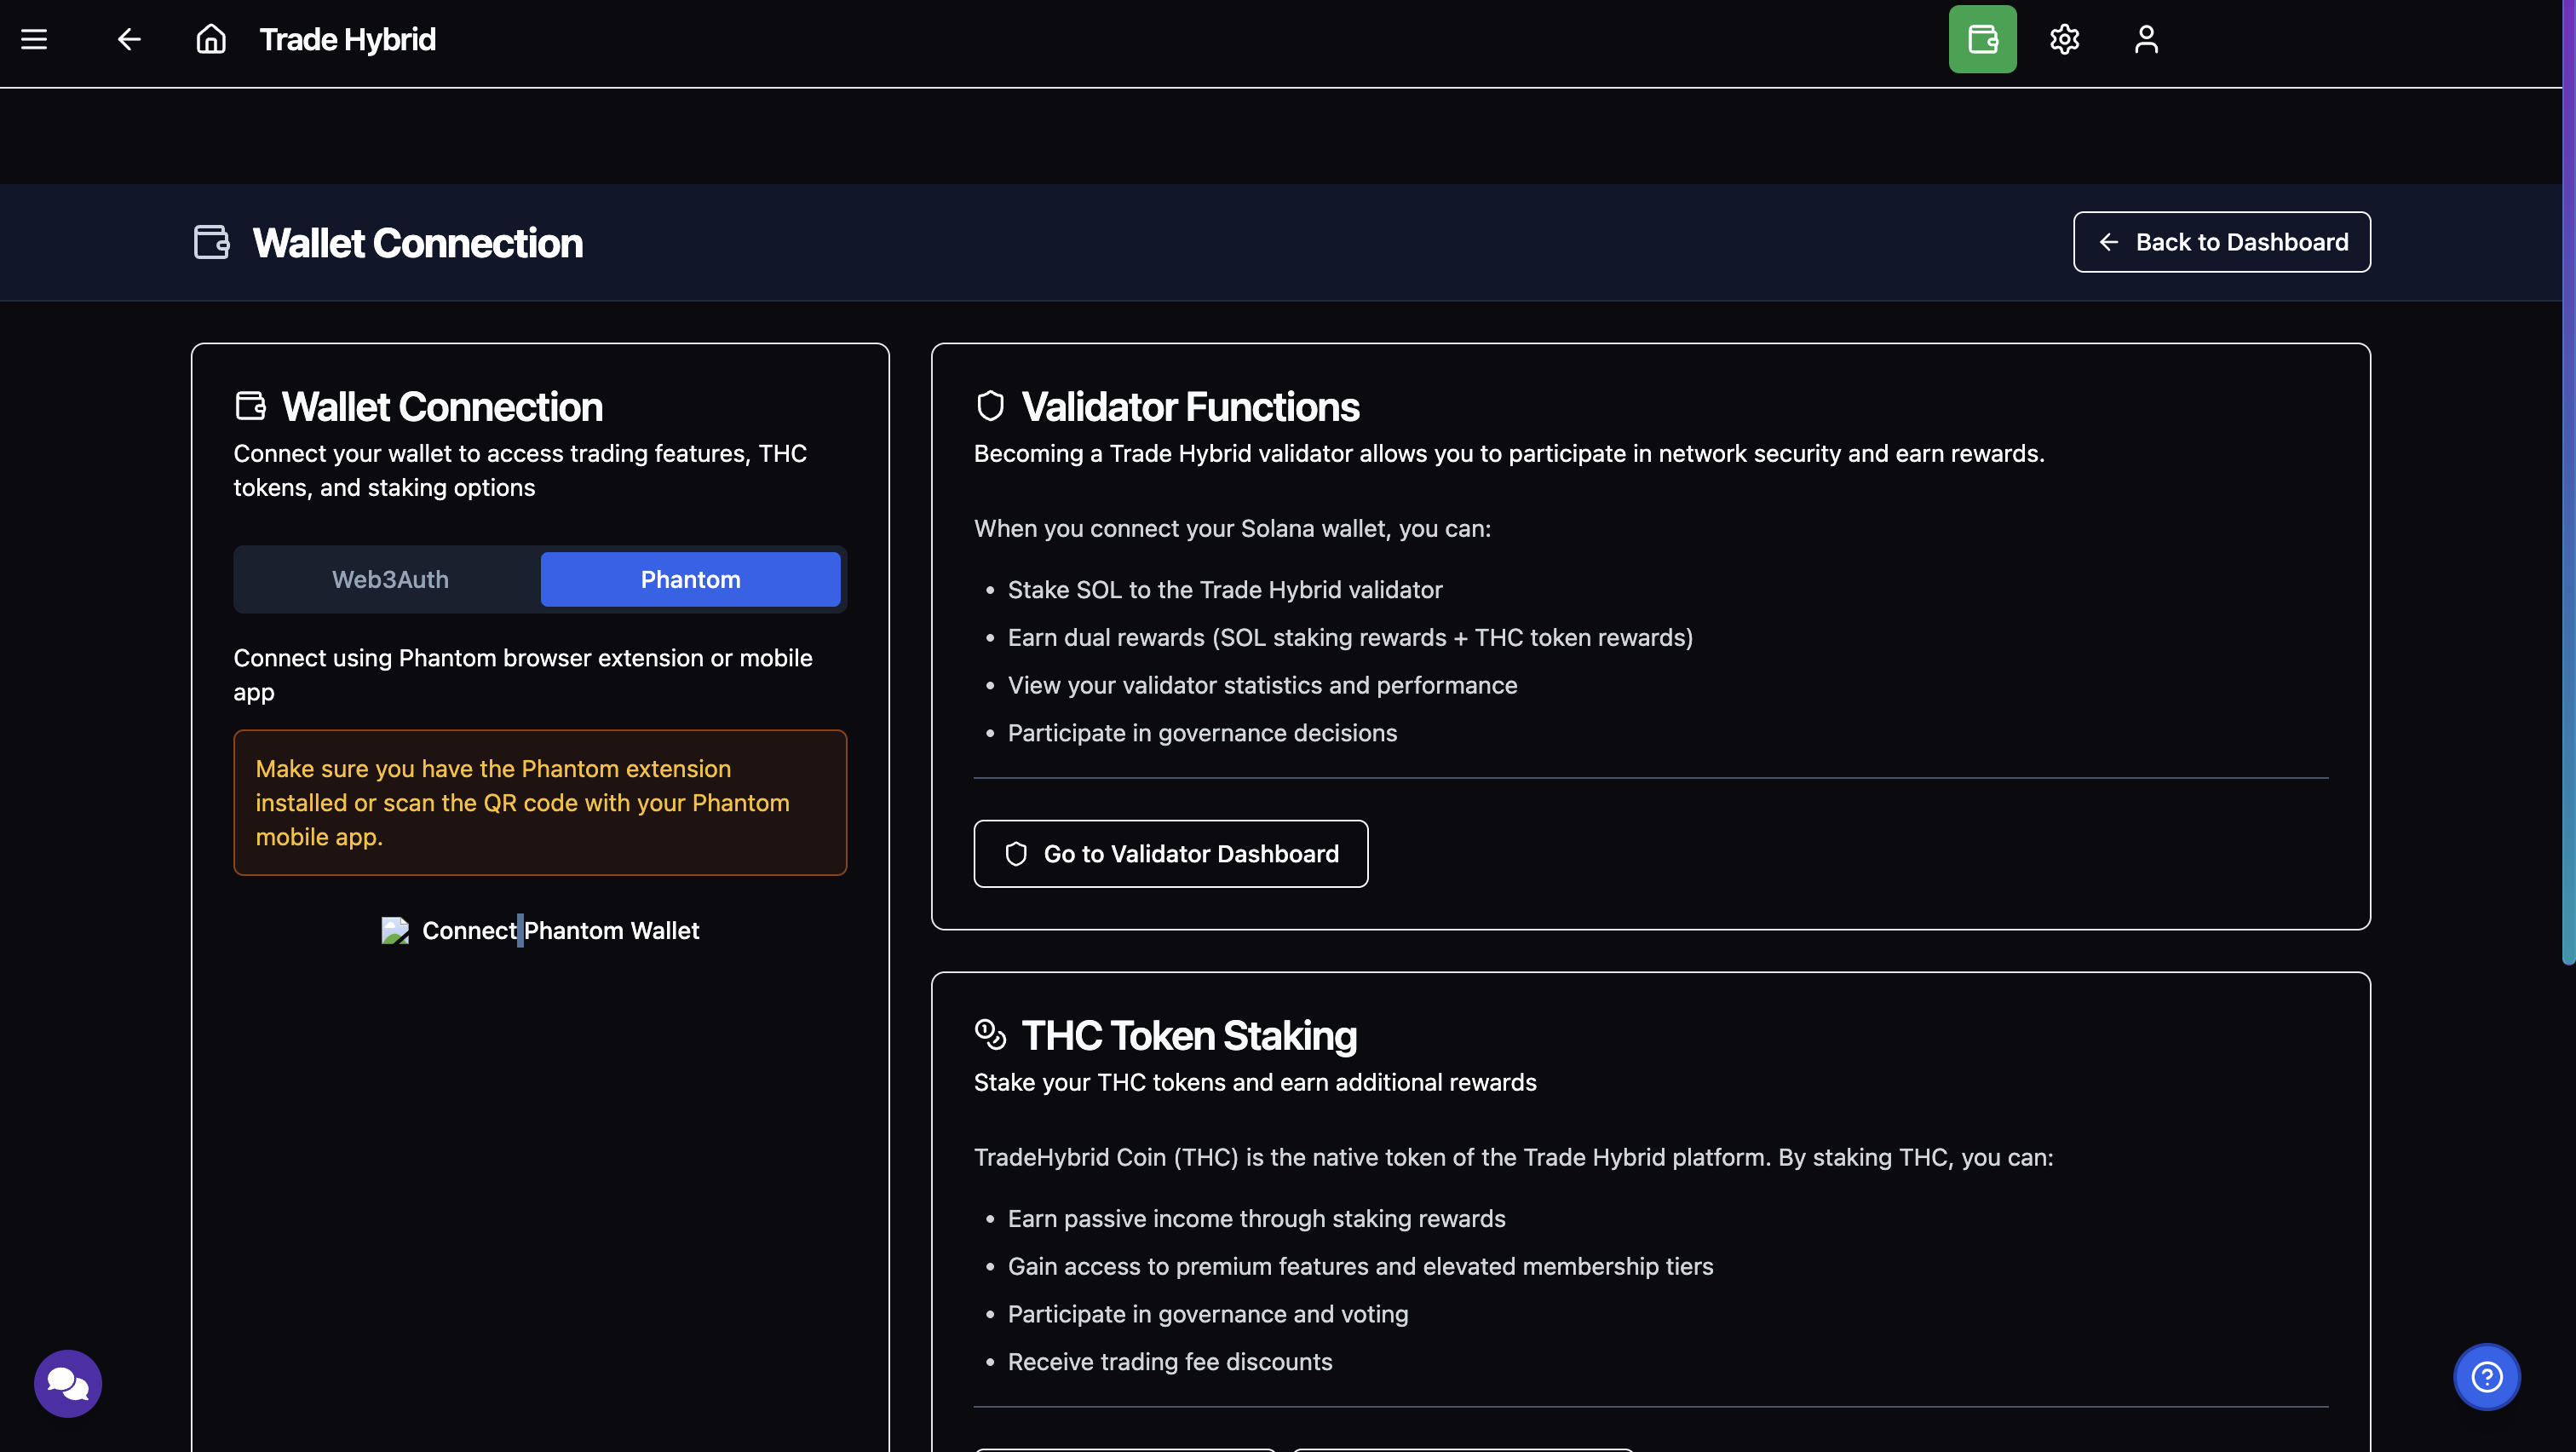 Trade Hybrid
Wallet Connection
Back to Dashboard
Wallet Connection
Connect your wallet to access trading features, THC
tokens, and staking options
Web3Auth
Phantom
Connect using Phantom browser extension or mobile
app
Make sure you have the Phantom extension
installed or scan the QR code with your Phantom
mobile app.
Connect Phantom Wallet
Validator Functions
Becoming a Trade Hybrid validator allows you to participate in network security and earn rewards.
When you connect your Solana wallet, you can:
• Stake SOL to the Trade Hybrid validator
• Earn dual rewards (SOL staking rewards + THC token rewards)
• View your validator statistics and performance
• Participate in governance decisions
Go to Validator Dashboard
THC Token Staking
Stake your THC tokens and earn additional rewards
TradeHybrid Coin (THC) is the native token of the Trade Hybrid platform. By staking THC, you can:
• Earn passive income through staking rewards
• Gain access to premium features and elevated membership tiers
• Participate in governance and voting
• Receive trading fee discounts